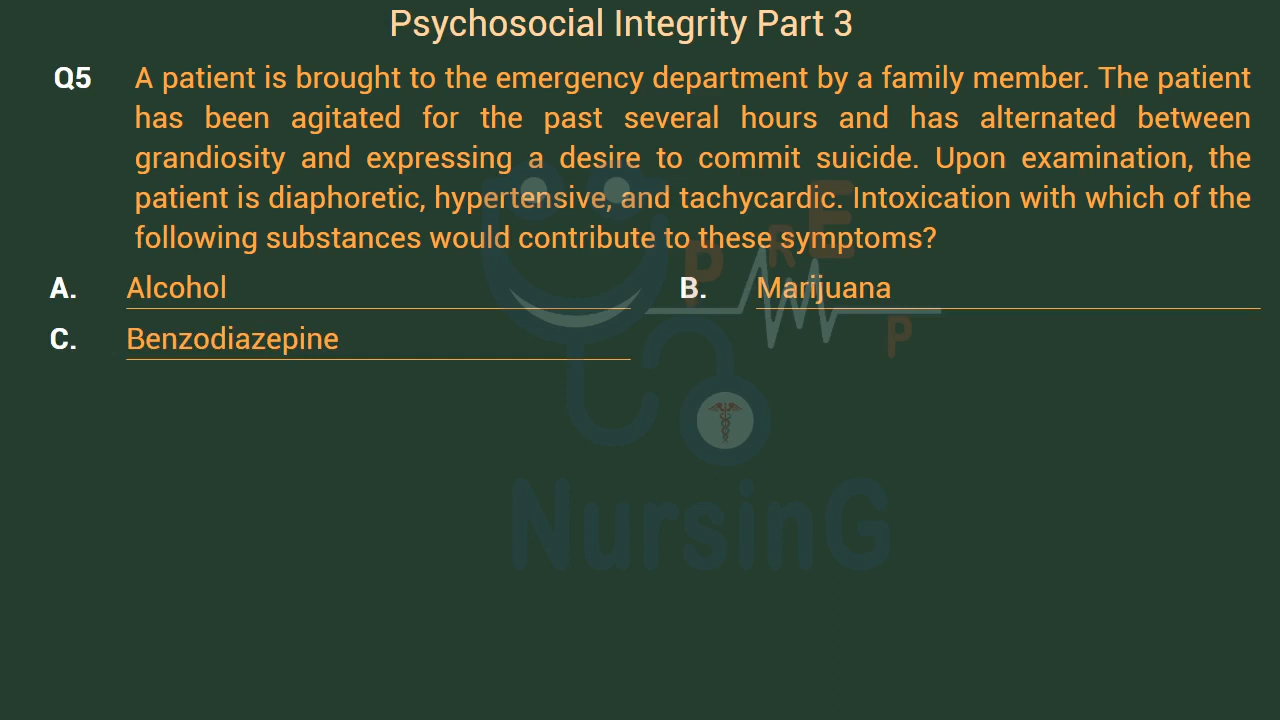 Psychosocial Integrity Part 3
Q5 A patient is brought to the emergency department by a family member. The patient
has been agitated for the past several hours and has alternated between
grandiosity and expressing a desire to commit suicide. Upon examination, the
patient is diaphoretic, hypertensive, and tachycardic. Intoxication with which of the
following substances would contribute to these symptoms?
A. Alcohol B. Marijuana
C. Benzodiazepine
PREP
NursinG